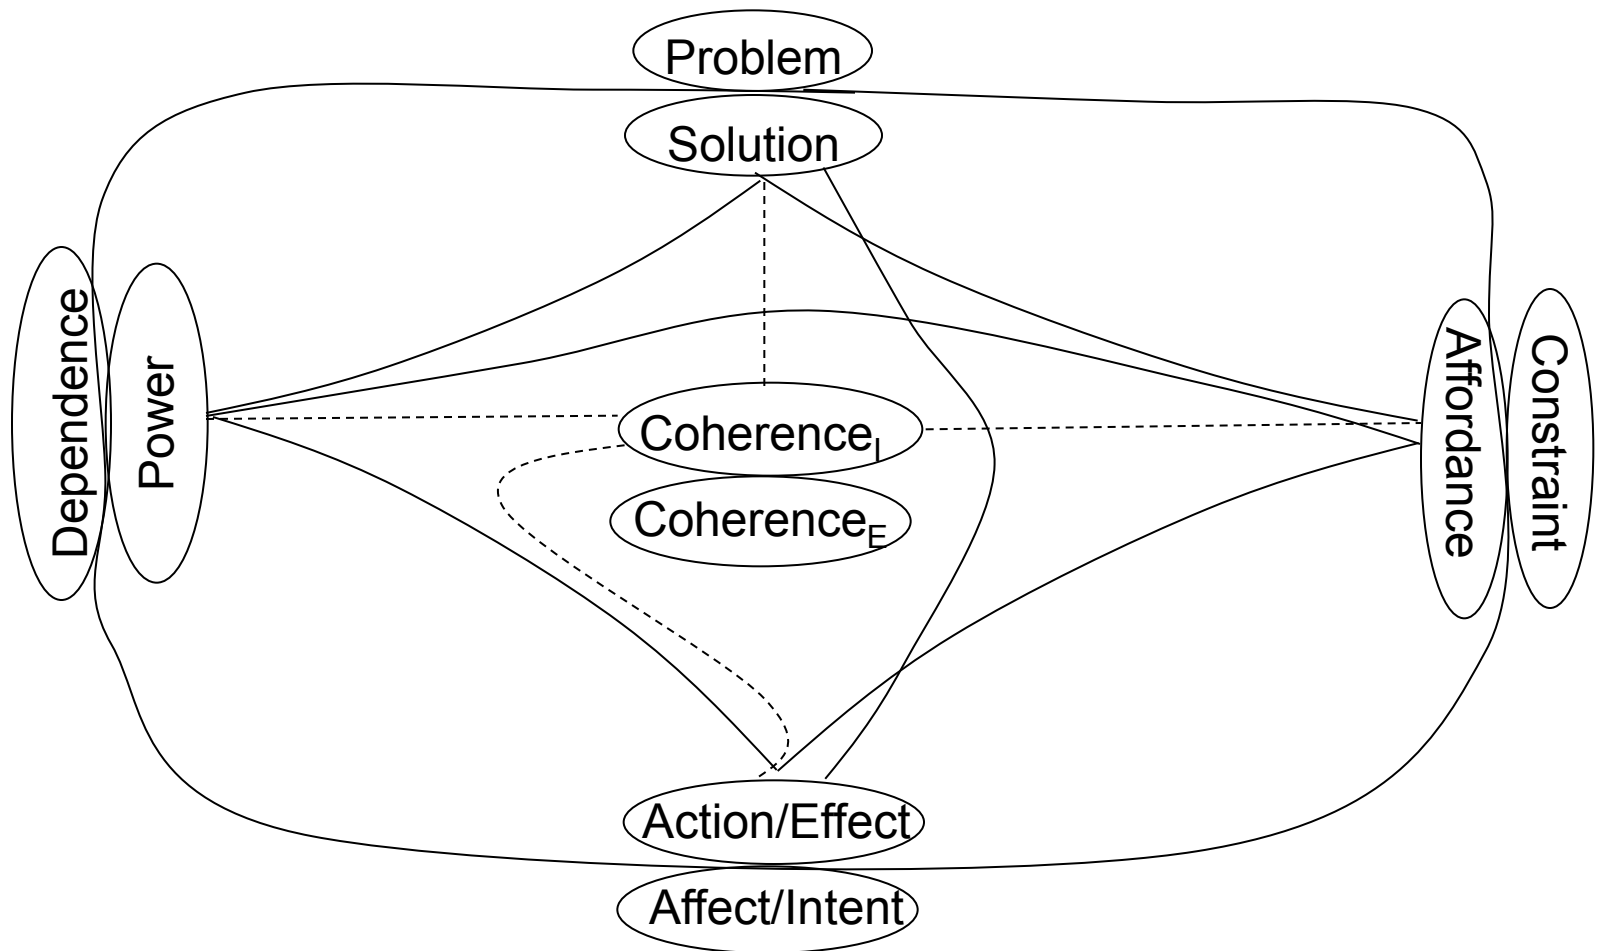 Problem
Solution
Dependence
Power
Coherence_I
Coherence_E
Affordance
Constraint
Action/Effect
Affect/Intent